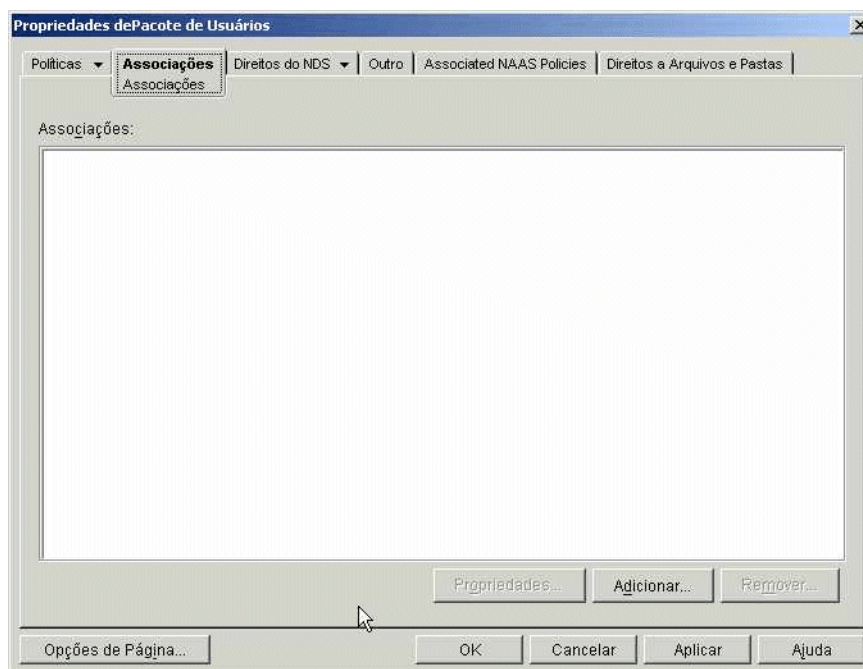 Propriedades dePacote de Usuários
Políticas Associações Direitos do NDS Outro Associated NAAS Policies Direitos a Arquivos e Pastas
Associações
Associações:
Propriedades... Adicionar... Remover...
Opções de Página... OK Cancelar Aplicar Ajuda